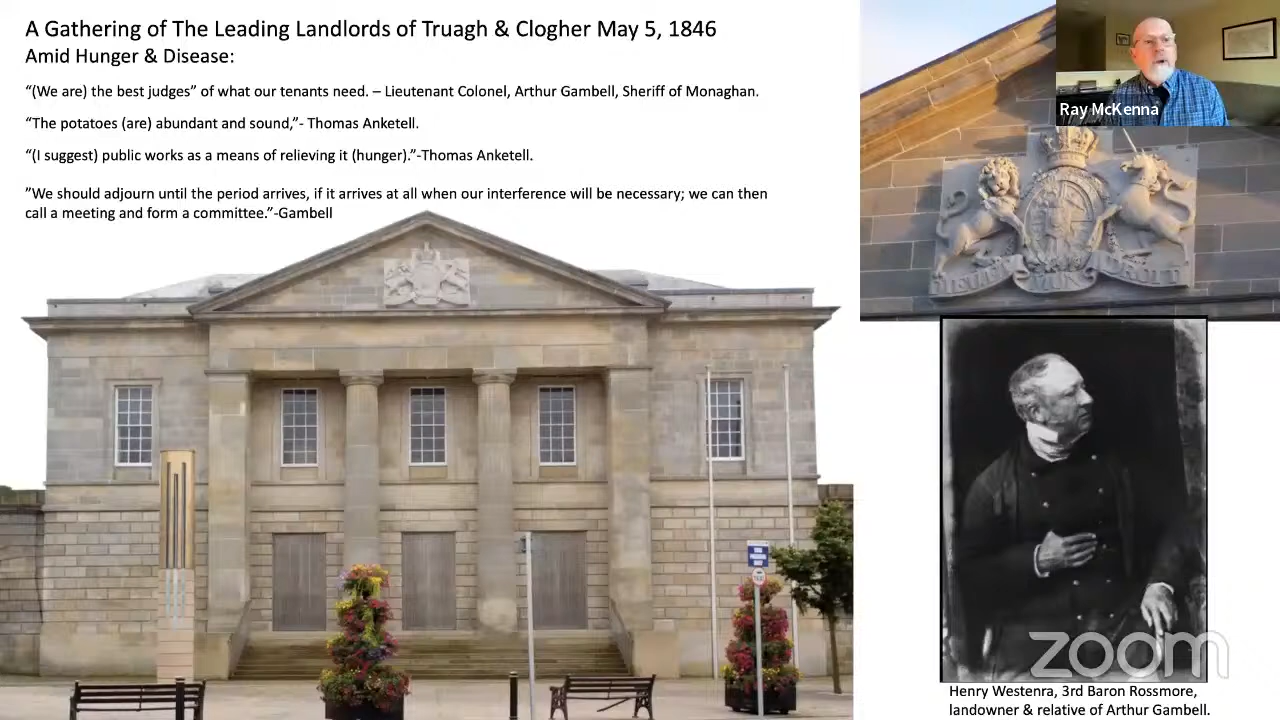 A Gathering of The Leading Landlords of Truagh & Clogher May 5, 1846
Amid Hunger & Disease:
“(We are) the best judges” of what our tenants need. – Lieutenant Colonel, Arthur Gambell, Sheriff of Monaghan.
“The potatoes (are) abundant and sound,”- Thomas Anketell.
“(I suggest) public works as a means of relieving it (hunger).”-Thomas Anketell.
”We should adjourn until the period arrives, if it arrives at all when our interference will be necessary; we can then
call a meeting and form a committee.”-Gambell
Ray McKenna
DIEU ET MON DROIT
zoom
Henry Westenra, 3rd Baron Rossmore,
landowner & relative of Arthur Gambell.